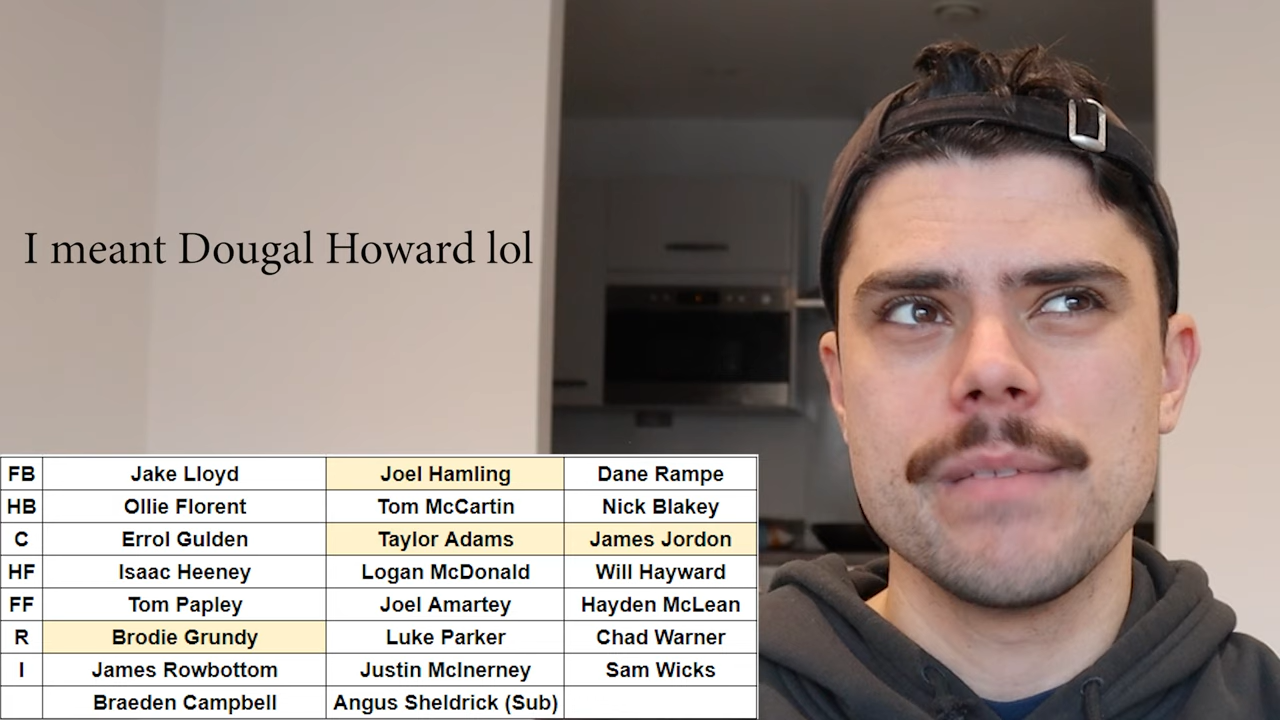 I meant Dougal Howard lol
FB Jake Lloyd Joel Hamling Dane Rampe
HB Ollie Florent Tom McCartin Nick Blakey
C Errol Gulden Taylor Adams James Jordon
HF Isaac Heeney Logan McDonald Will Hayward
FF Tom Papley Joel Amartey Hayden McLean
R Brodie Grundy Luke Parker Chad Warner
I James Rowbottom Justin McInerney Sam Wicks
Braeden Campbell Angus Sheldrick (Sub)